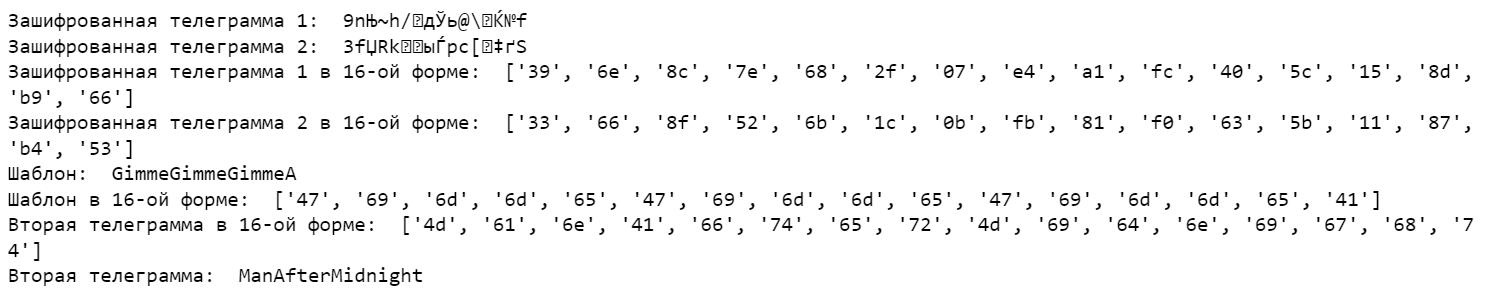 Зашифрованная телеграмма 1:  9nЊ~h/�дЎь@\�Ќ№f
Зашифрованная телеграмма 2:  3fЏRk��ыЃрc[�‡ґS
Зашифрованная телеграмма 1 в 16-ой форме:  ['39', '6e', '8c', '7e', '68', '2f', '07', 'e4', 'a1', 'fc', '40', '5c', '15', '8d',
'b9', '66']
Зашифрованная телеграмма 2 в 16-ой форме:  ['33', '66', '8f', '52', '6b', '1c', '0b', 'fb', '81', 'f0', '63', '5b', '11', '87',
'b4', '53']
Шаблон:  GimmeGimmeGimmeA
Шаблон в 16-ой форме:  ['47', '69', '6d', '6d', '65', '47', '69', '6d', '6d', '65', '47', '69', '6d', '6d', '65', '41']
Вторая телеграмма в 16-ой форме:  ['4d', '61', '6e', '41', '66', '74', '65', '72', '4d', '69', '64', '6e', '69', '67', '68', '7
4']
Вторая телеграмма:  ManAfterMidnight